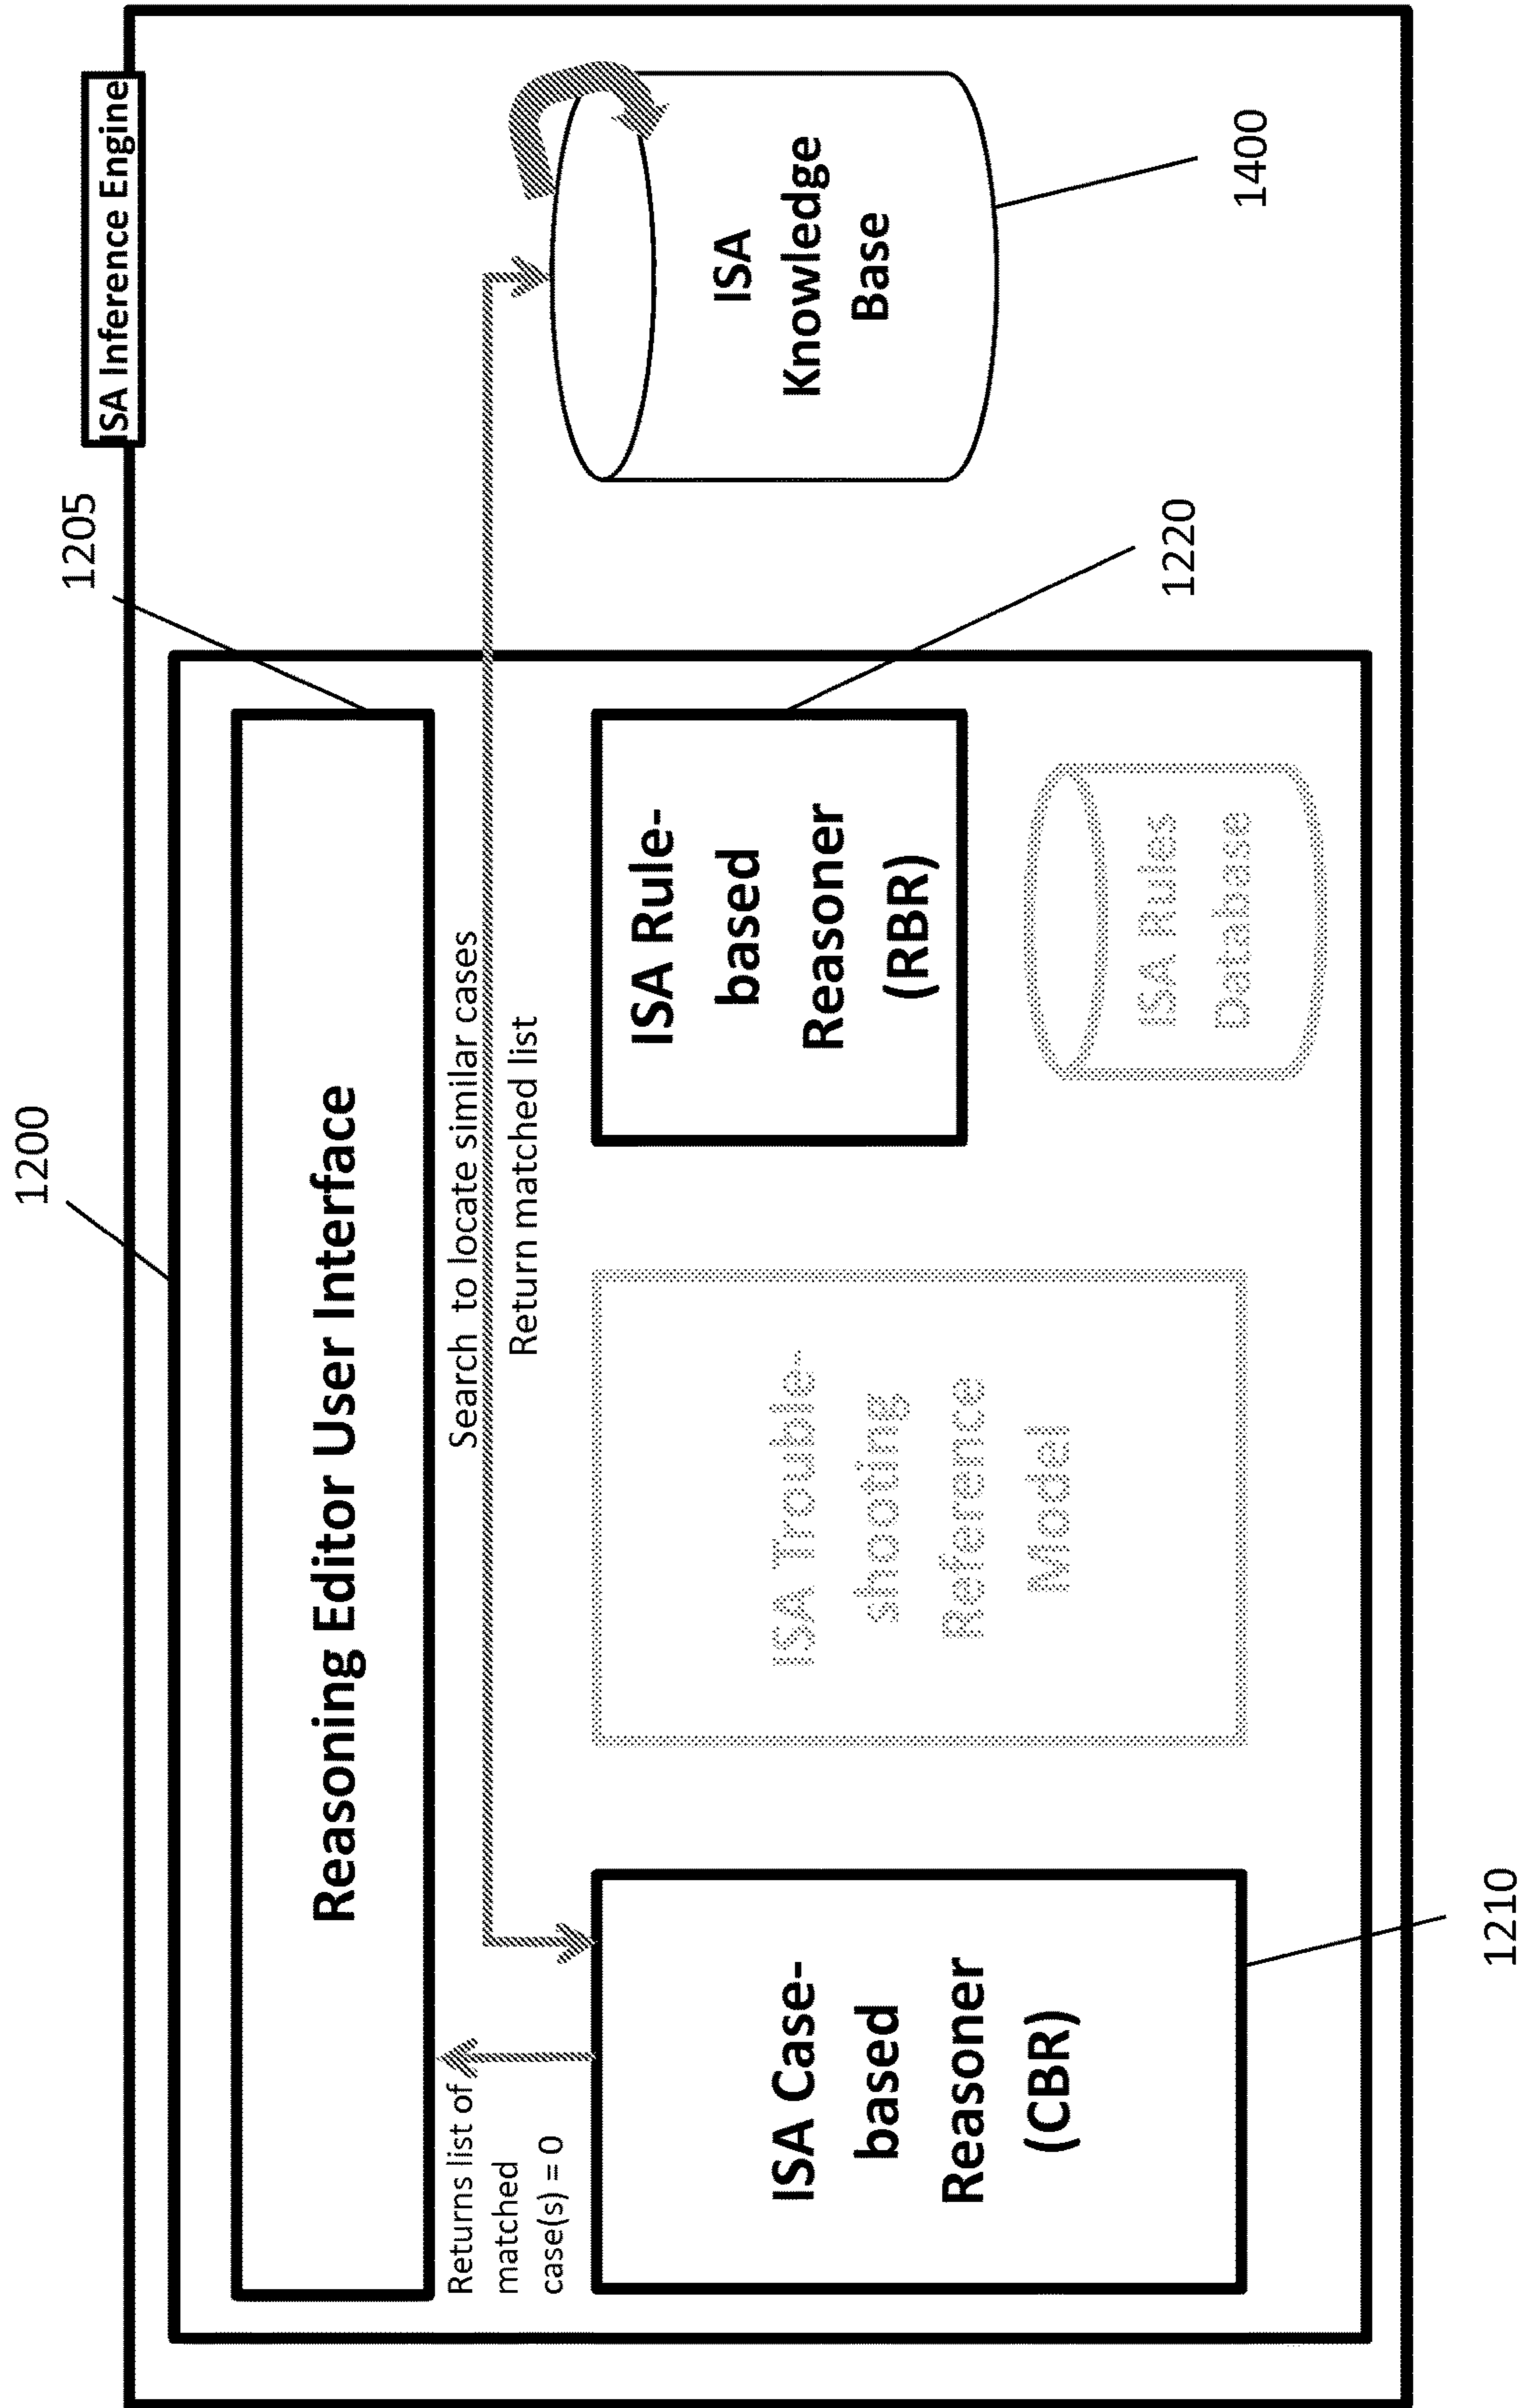 ISA Inference Engine
1200
1205
Reasoning Editor User Interface
Returns list of
matched
case(s) = 0
Search to locate similar cases
Return matched list
ISA Case-
based
Reasoner
(CBR)
ISA Trouble-
shooting
Reference
Model
ISA Rule-
based
Reasoner
(RBR)
ISA Rules
Database
ISA
Knowledge
Base
1210
1220
1400